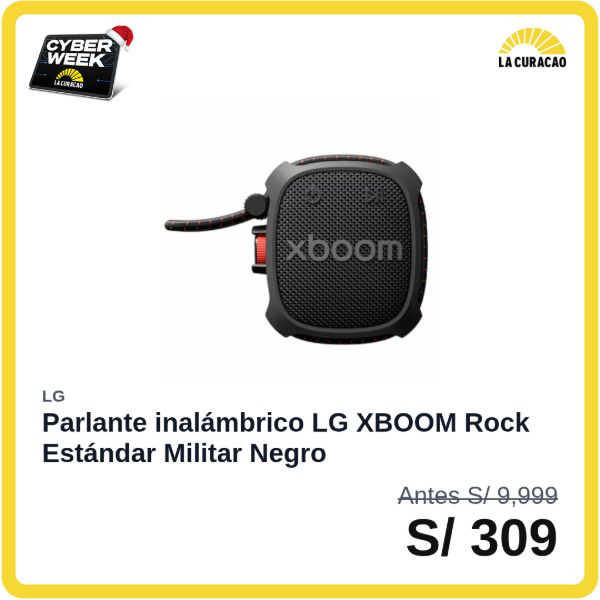 CYBER
WEEK
LA CURACAO
LA CURACAO
xboom
LG
Parlante inalámbrico LG XBOOM Rock
Estándar Militar Negro
Antes S/ 9,999
S/ 309